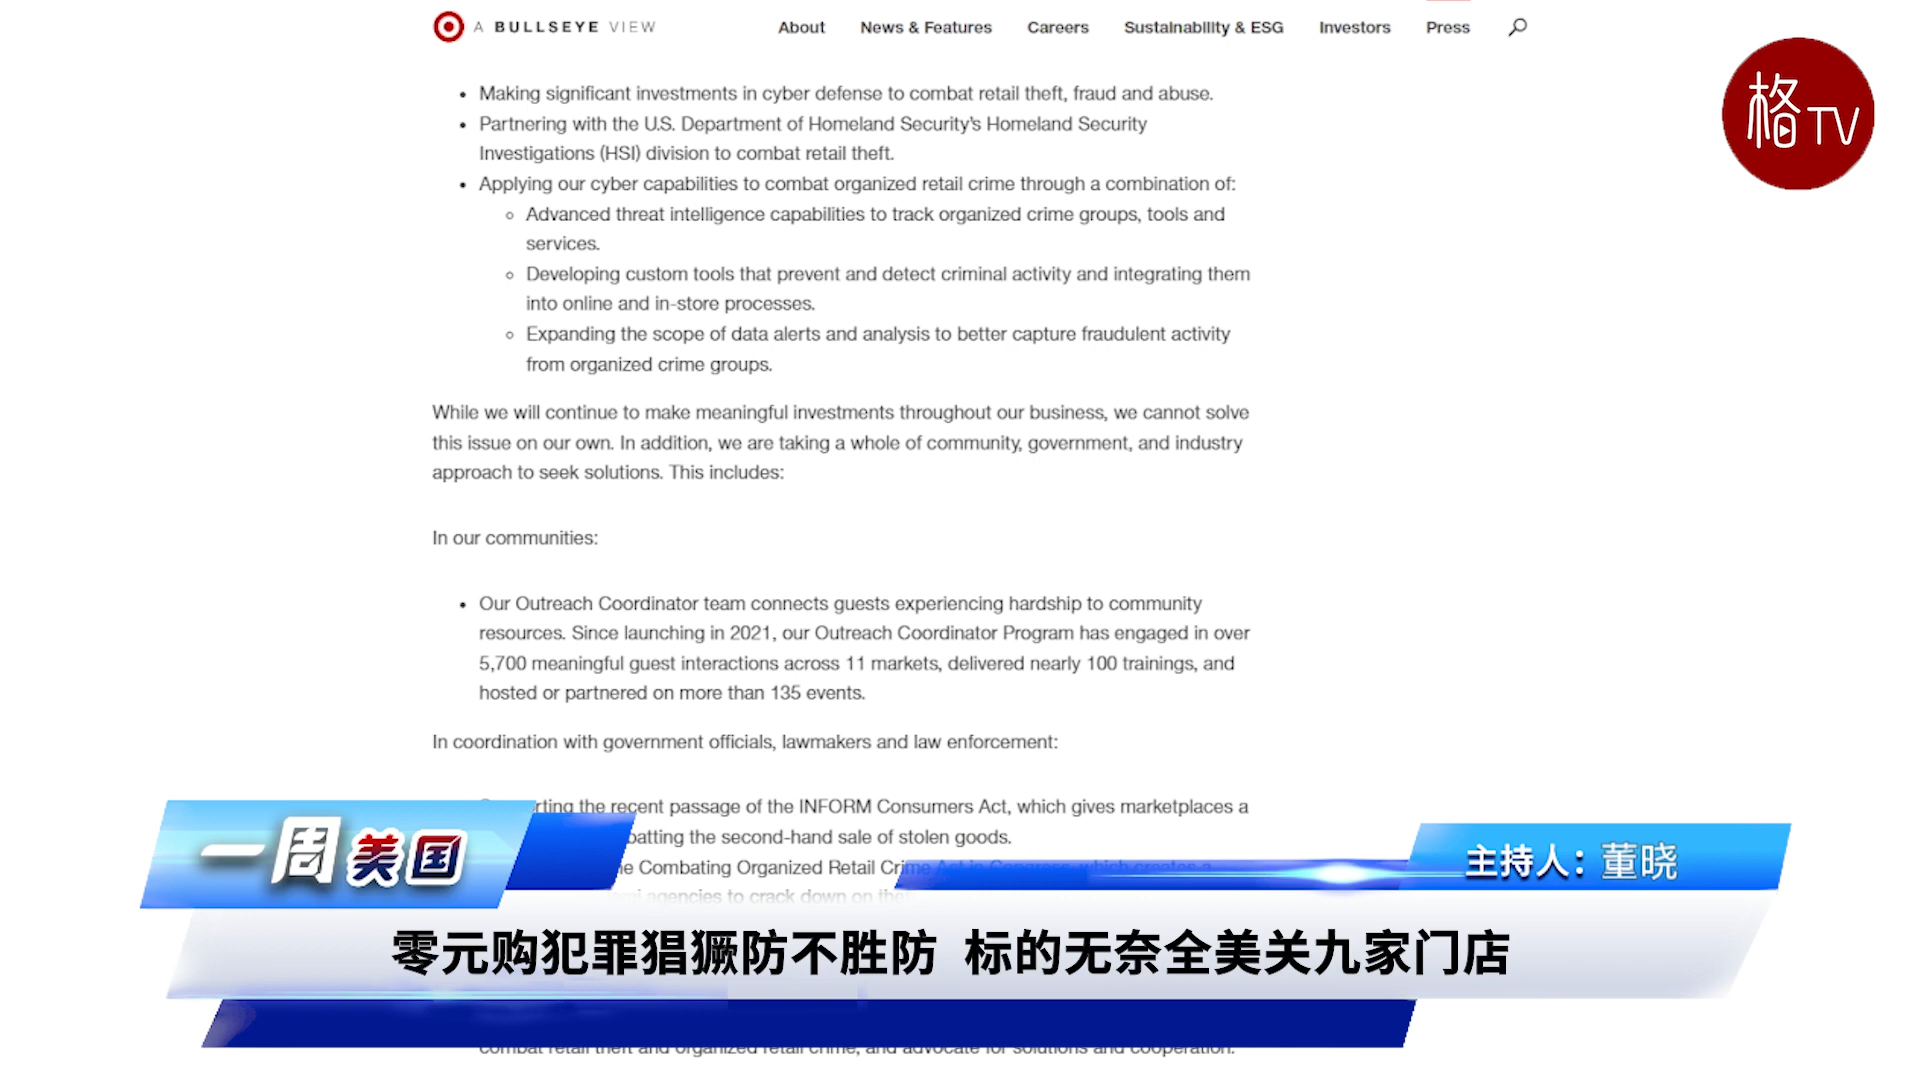 A BULLSEYE VIEW
About News & Features Careers Sustainability & ESG Investors Press
格TV
Making significant investments in cyber defense to combat retail theft, fraud and abuse.
Partnering with the U.S. Department of Homeland Security's Homeland Security
Investigations (HSI) division to combat retail theft.
Applying our cyber capabilities to combat organized retail crime through a combination of:
Advanced threat intelligence capabilities to track organized crime groups, tools and
services.
Developing custom tools that prevent and detect criminal activity and integrating them
into online and in-store processes.
Expanding the scope of data alerts and analysis to better capture fraudulent activity
from organized crime groups.
While we will continue to make meaningful investments throughout our business, we cannot solve
this issue on our own. In addition, we are taking a whole of community, government, and industry
approach to seek solutions. This includes:
In our communities:
Our Outreach Coordinator team connects guests experiencing hardship to community
resources. Since launching in 2021, our Outreach Coordinator Program has engaged in over
5,700 meaningful guest interactions across 11 markets, delivered nearly 100 trainings, and
hosted or partnered on more than 135 events.
In coordination with government officials, lawmakers and law enforcement:
the recent passage of the INFORM Consumers Act, which gives marketplaces a
the second-hand sale of stolen goods.
Combating Organized Retail Crime Act in Congress, which creates a
agencies to crack down on
一周美国
主持人：董晓
零元购犯罪猖獗防不胜防 标的无奈全美关九家门店
combat retail theft and organized retail crime, and advocate for solutions and cooperation.